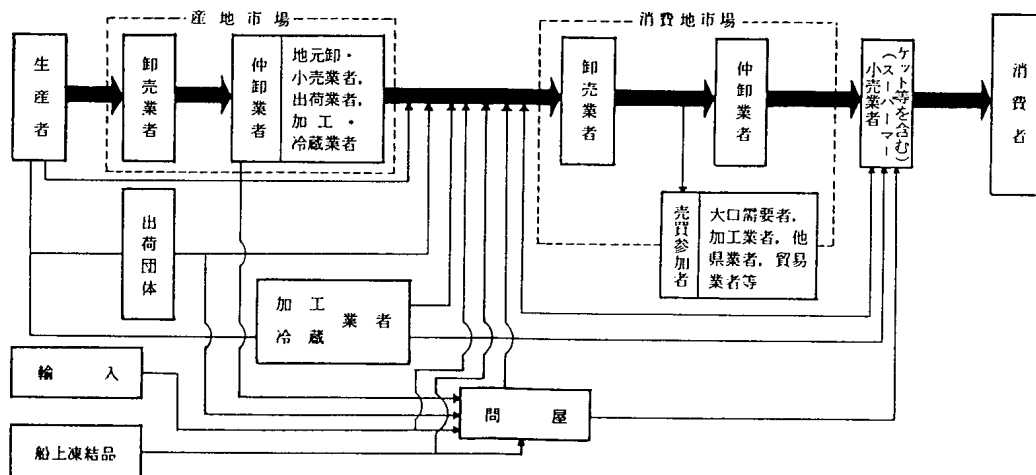 産地市場
消費地市場
生産者
卸売業者
仲卸業者
地元卸・
小売業者，
出荷業者，
加工・
冷蔵業者
卸売業者
仲卸業者
小売業者
（スーパーマー
ケット等を含む）
消費者
出荷団体
売買参加者
大口需要者，
加工業者，他
県業者，貿易
業者等
加工
冷蔵
業者
輸入
問屋
船上凍結品